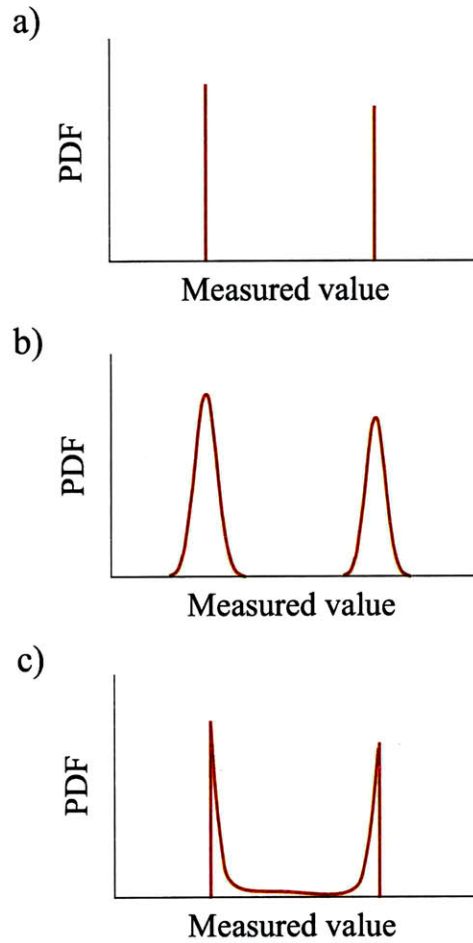 a)
PDF
Measured value
b)
PDF
Measured value
c)
PDF
Measured value